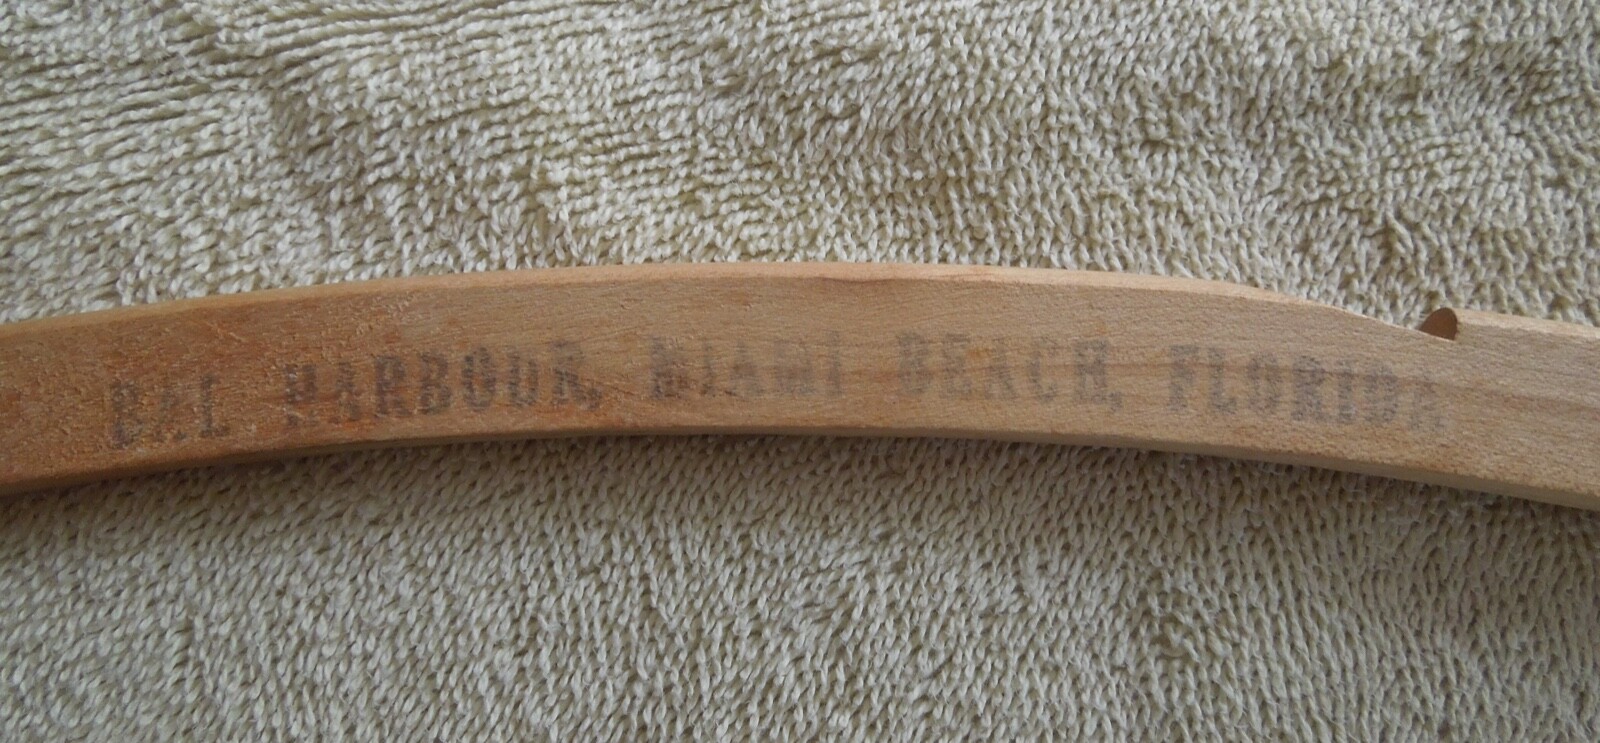 BAL HARBOUR, MIAMI BEACH, FLORIDA